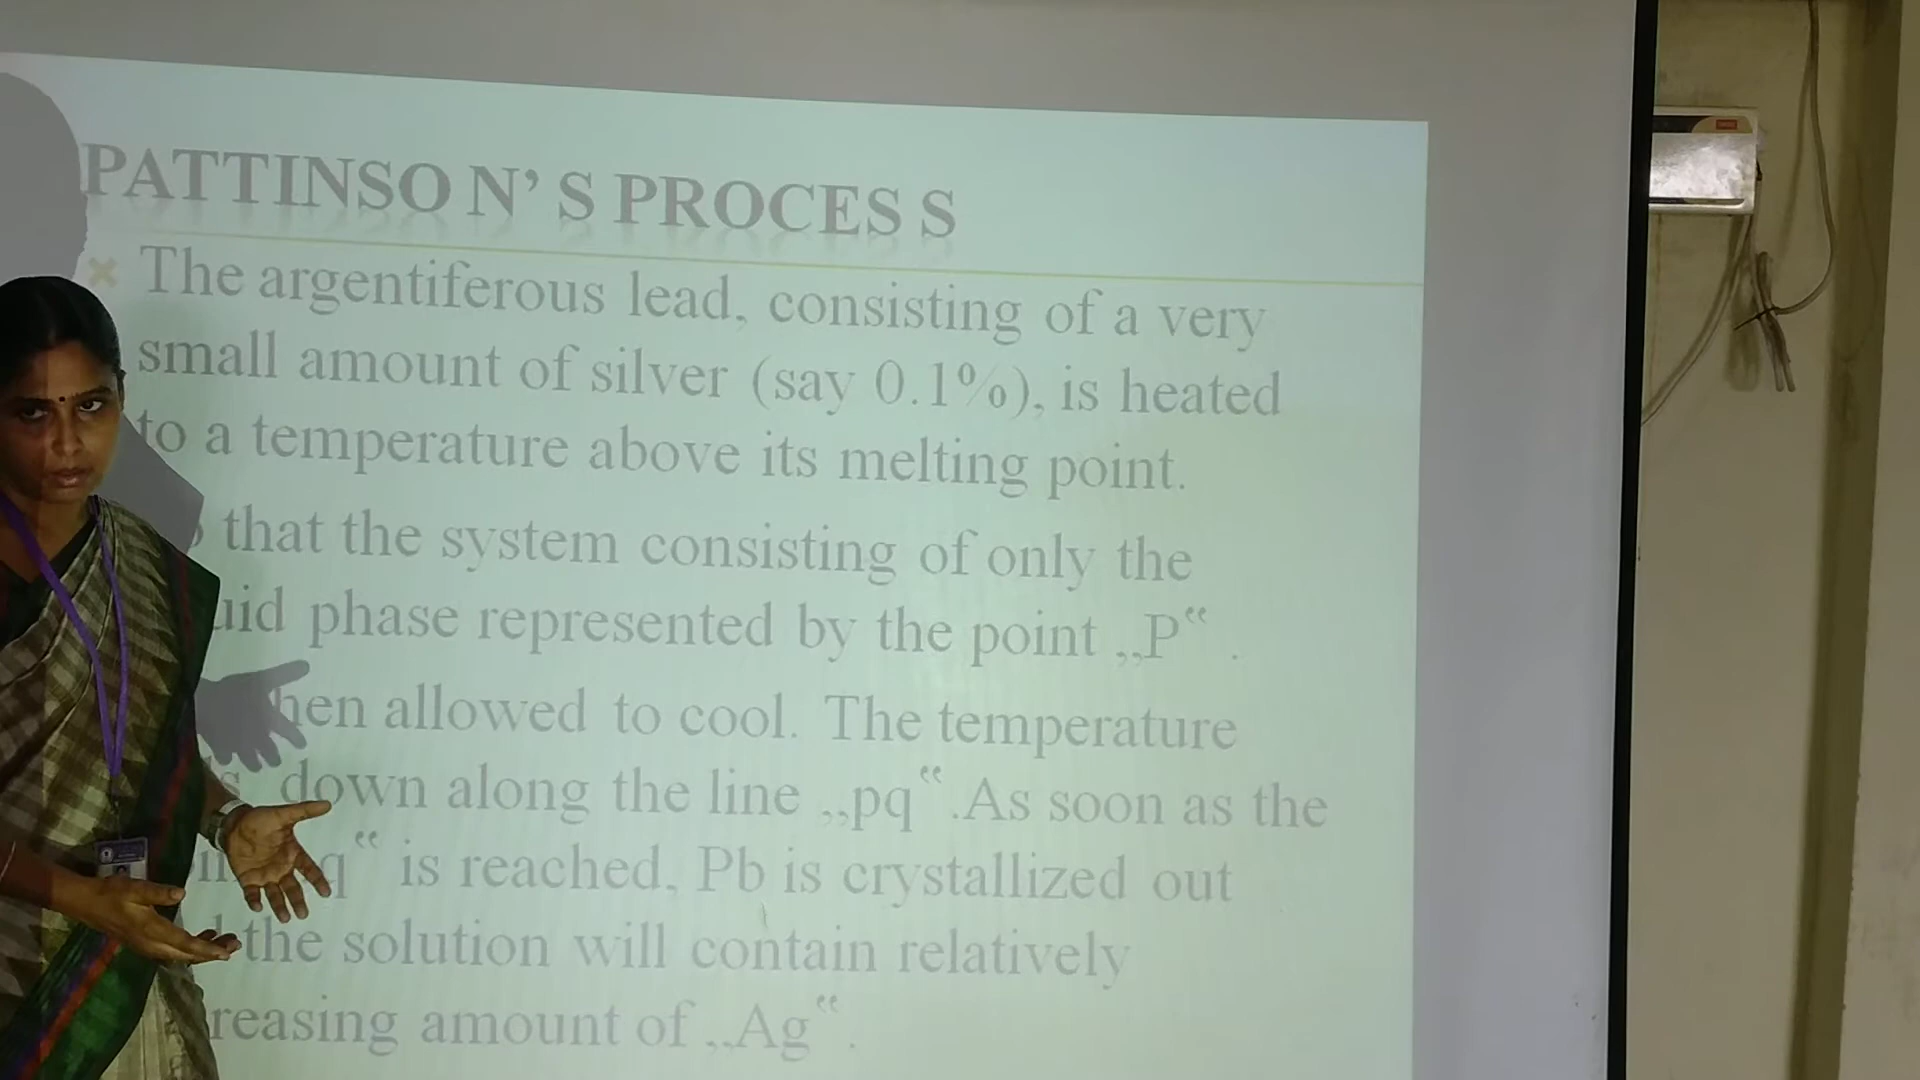 PATTINSO N’ S PROCES S
The argentiferous lead, consisting of a very
small amount of silver (say 0.1%), is heated
to a temperature above its melting point.
that the system consisting of only the
phase represented by the point „P‟‟ .
allowed to cool. The temperature
down along the line „pq‟‟.As soon as the
q‟‟ is reached, Pb is crystallized out
the solution will contain relatively
amount of „Ag‟‟ .